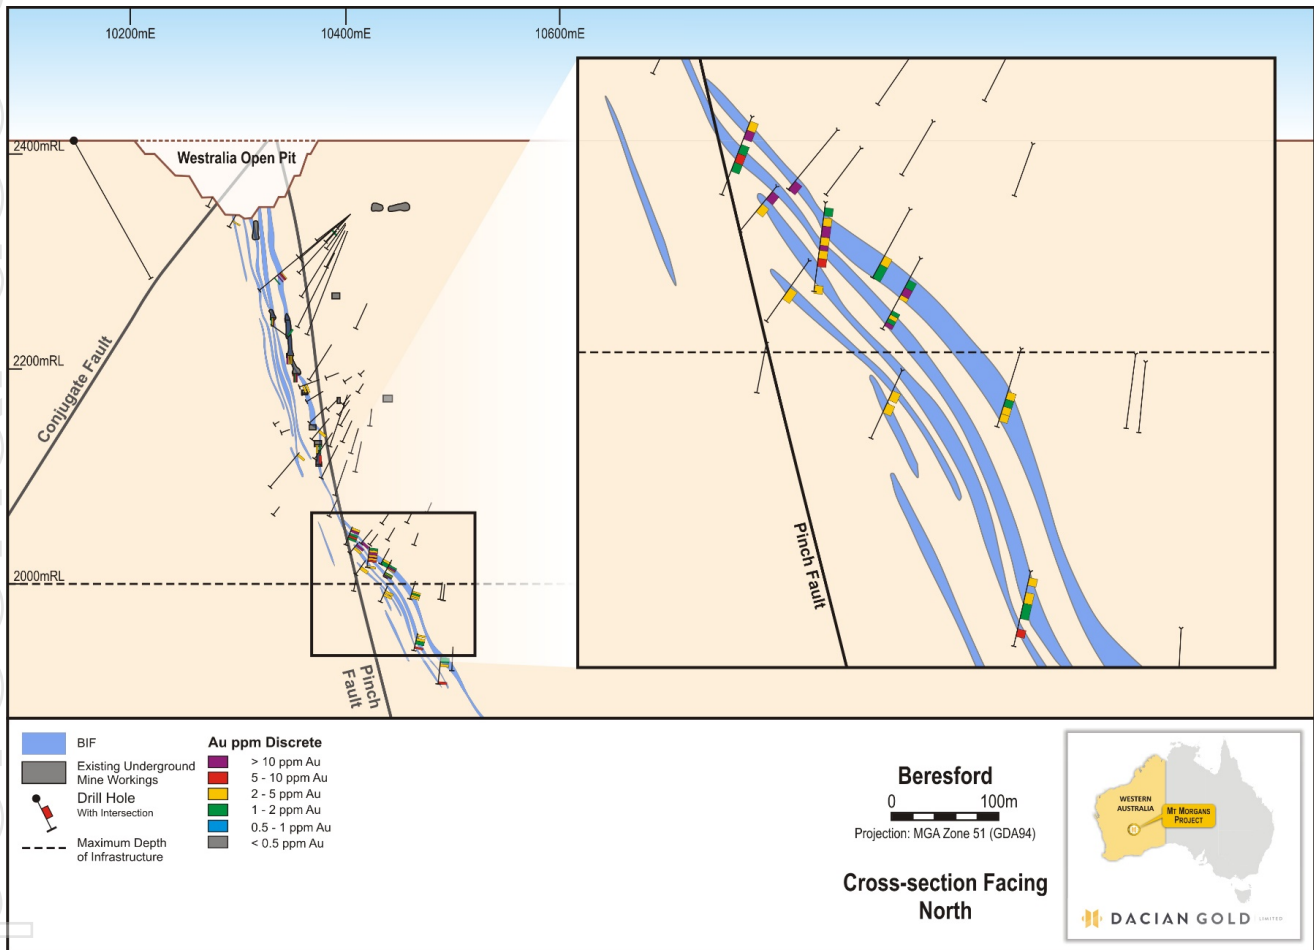 10200mE
10400mE
10600mE
2400mRL
Westralia Open Pit
2200mRL
Conjugate Fault
2000mRL
Pinch
Fault
Pinch Fault
BIF
Existing Underground
Mine Workings
Drill Hole
With Intersection
Maximum Depth
of Infrastructure
Au ppm Discrete
> 10 ppm Au
5 - 10 ppm Au
2 - 5 ppm Au
1 - 2 ppm Au
0.5 - 1 ppm Au
< 0.5 ppm Au
Beresford
0 100m
Projection: MGA Zone 51 (GDA94)
Cross-section Facing
North
WESTERN
AUSTRALIA
MT MORGANS
PROJECT
DACIAN GOLD LIMITED